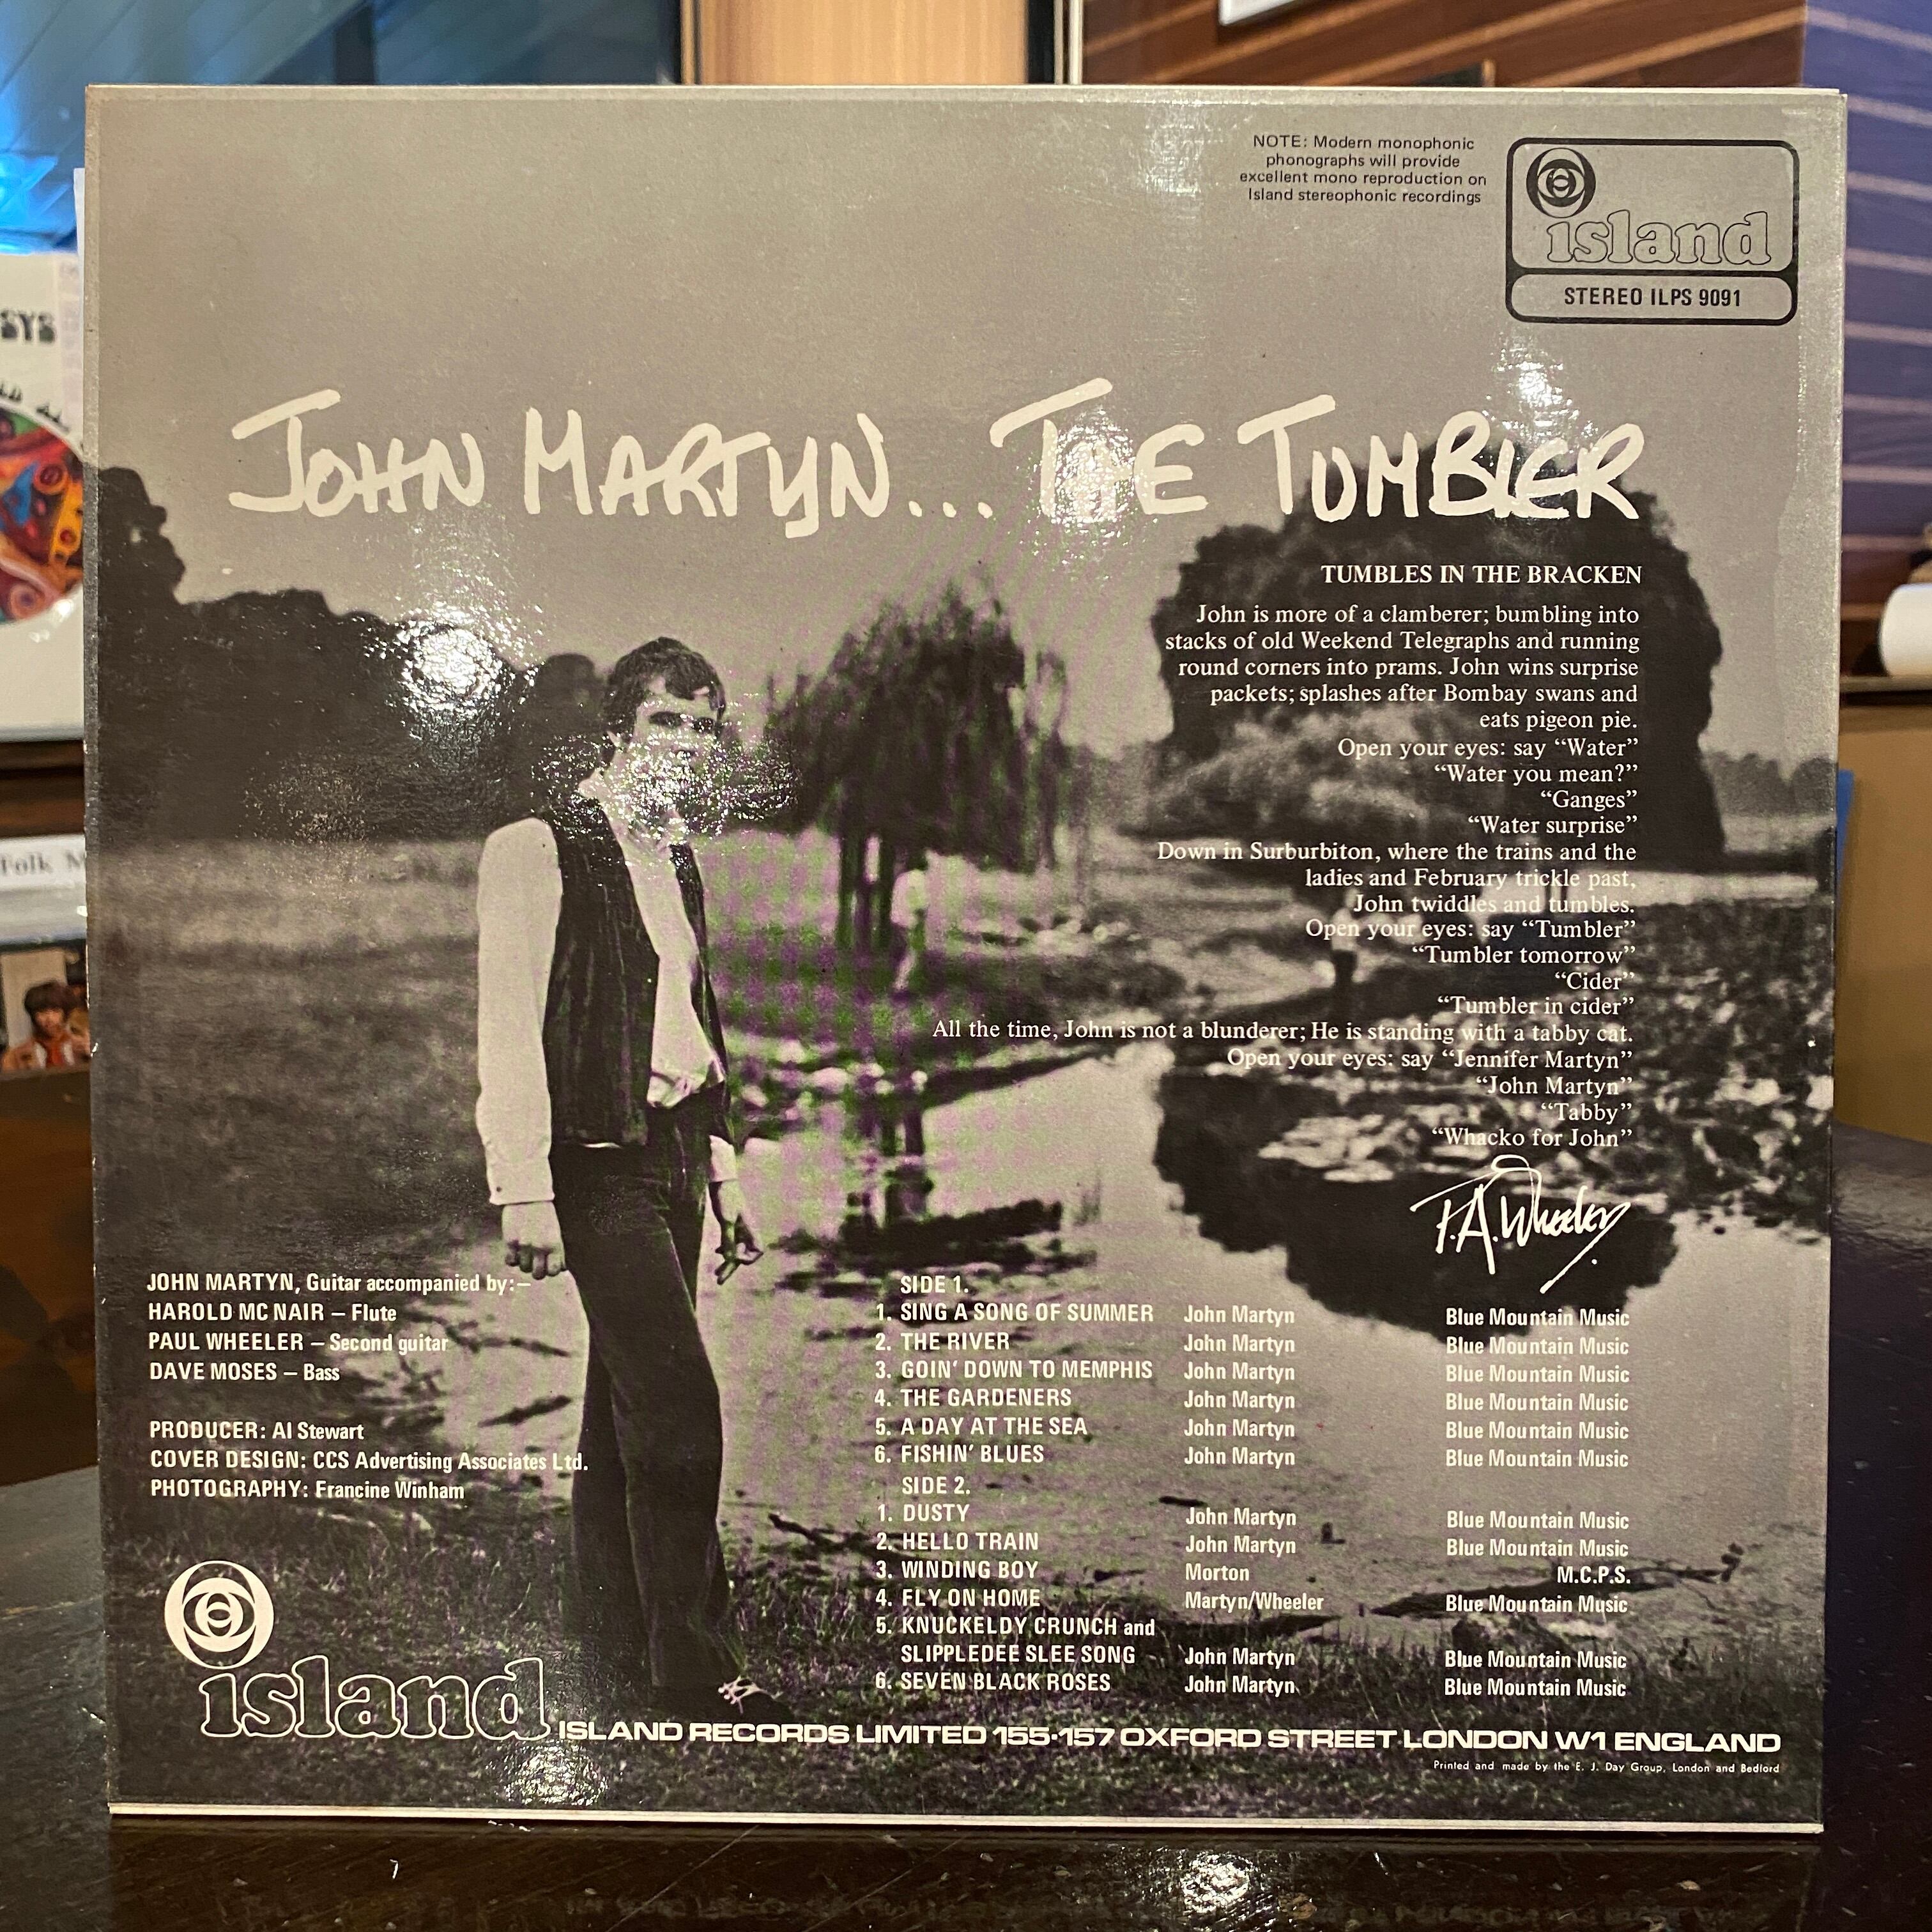 NOTE: Modern monophonic
phonographs will provide
excellent mono reproduction on
Island stereophonic recordings
island
STEREO ILPS 9091
JOHN MARTYN... THE TUMBLER
TUMBLES IN THE BRACKEN
John is more of a clamberer; bumbling into
stacks of old Weekend Telegraphs and running
round corners into prams. John wins surprise
packets; splashes after Bombay swans and
eats pigeon pie.
Open your eyes: say “Water”
“Water you mean?”
“Ganges”
“Water surprise”
Down in Surburbiton, where the trains and the
ladies and February trickle past,
John twiddles and tumbles.
Open your eyes: say “Tumbler”
“Tumbler tomorrow”
“Cider”
“Tumbler in cider”
All the time, John is not a blunderer; He is standing with a tabby cat.
Open your eyes: say “Jennifer Martyn”
“John Martyn”
“Tabby”
“Whacko for John”
P.A. Wheeler.
JOHN MARTYN, Guitar accompanied by:–
HAROLD MC NAIR – Flute
PAUL WHEELER – Second guitar
DAVE MOSES – Bass
PRODUCER: Al Stewart
COVER DESIGN: CCS Advertising Associates Ltd.
PHOTOGRAPHY: Francine Winham
SIDE 1.
1. SING A SONG OF SUMMER John Martyn Blue Mountain Music
2. THE RIVER John Martyn Blue Mountain Music
3. GOIN’ DOWN TO MEMPHIS John Martyn Blue Mountain Music
4. THE GARDENERS John Martyn Blue Mountain Music
5. A DAY AT THE SEA John Martyn Blue Mountain Music
6. FISHIN’ BLUES John Martyn Blue Mountain Music
SIDE 2.
1. DUSTY John Martyn Blue Mountain Music
2. HELLO TRAIN John Martyn Blue Mountain Music
3. WINDING BOY Morton M.C.P.S.
4. FLY ON HOME Martyn/Wheeler Blue Mountain Music
5. KNUCKELDY CRUNCH and
SLIPPLEDEE SLEE SONG John Martyn Blue Mountain Music
6. SEVEN BLACK ROSES John Martyn Blue Mountain Music
island
ISLAND RECORDS LIMITED 155·157 OXFORD STREET LONDON W1 ENGLAND
Printed and made by the E. J. Day Group, London and Bedford
Folk M